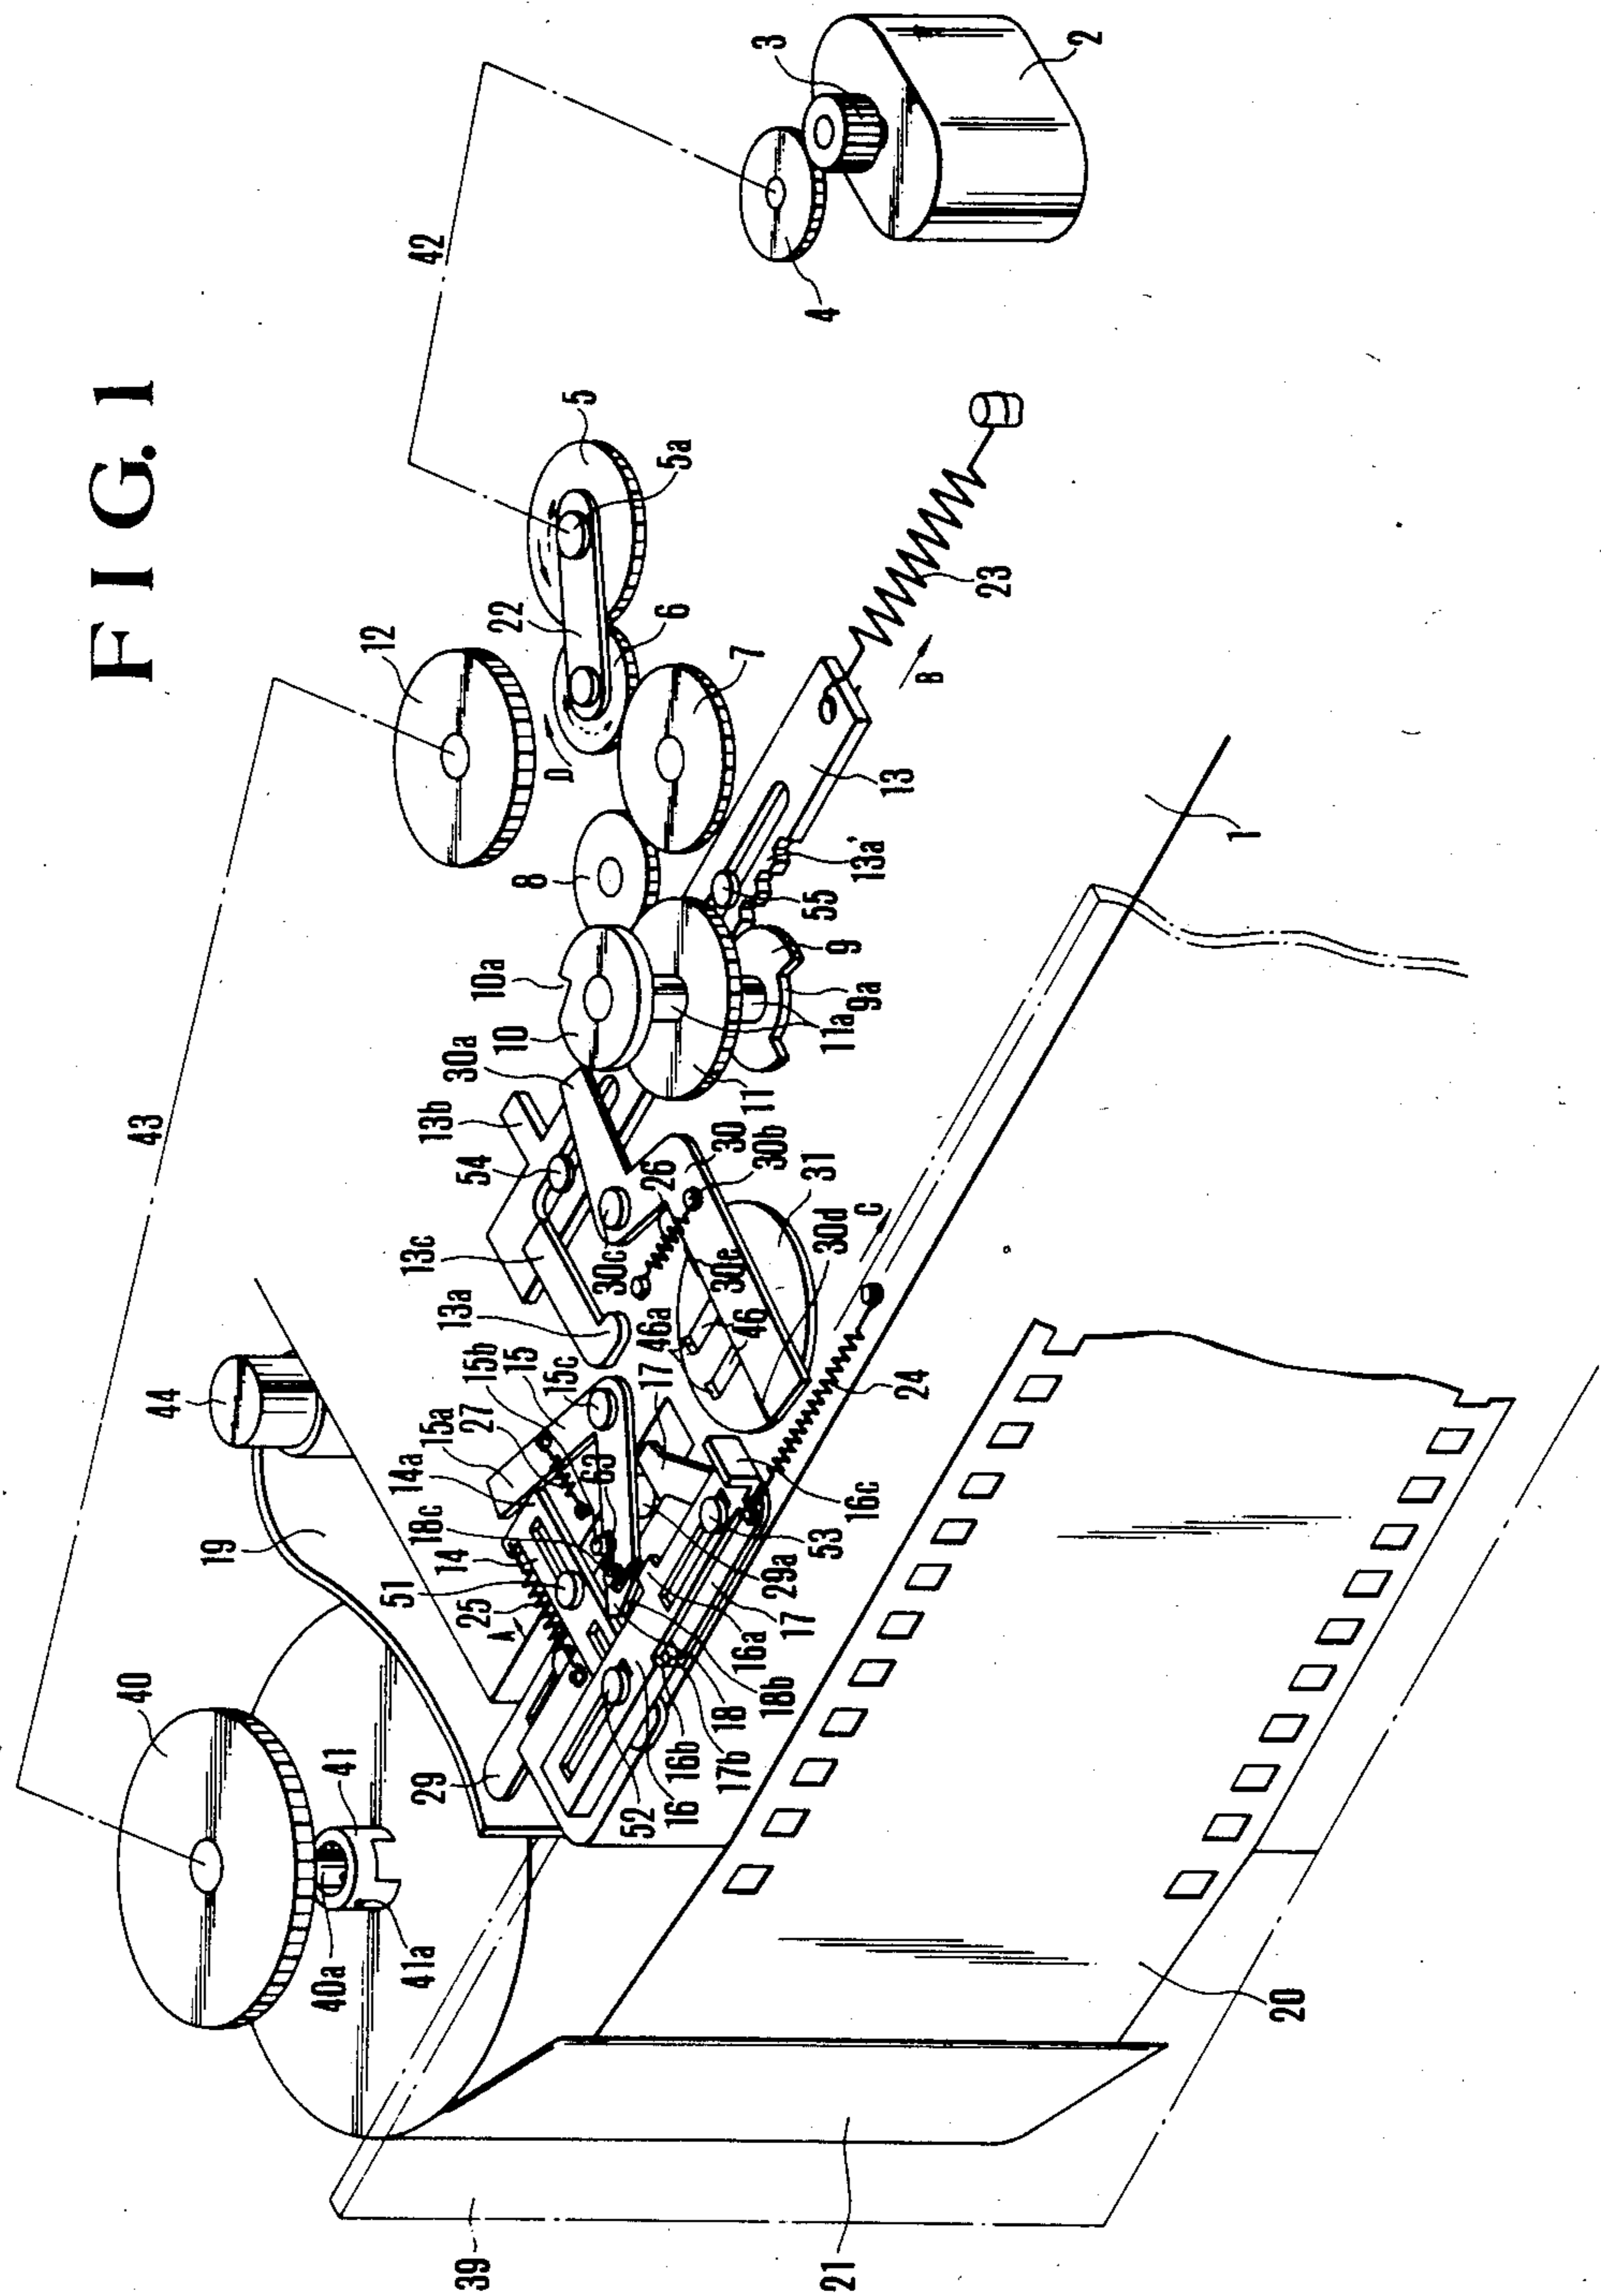 FIG. 1
43
42
44
40
19
12
3
2
4
5
5a
22
6
7
D
8
10a
10
30a
13b
54
13c
13a
15b
15
15c
15a
27
14a
63
18c
14
51
25
A
29
41
40a
41a
26
30
30b
30c
30e
30d
31
46a
46
17
11
11a
9a
9
55
13a'
13
B
23
1
C
24
16c
53
29a
17
16a
18b
18
17b
16b
16
52
20
21
39